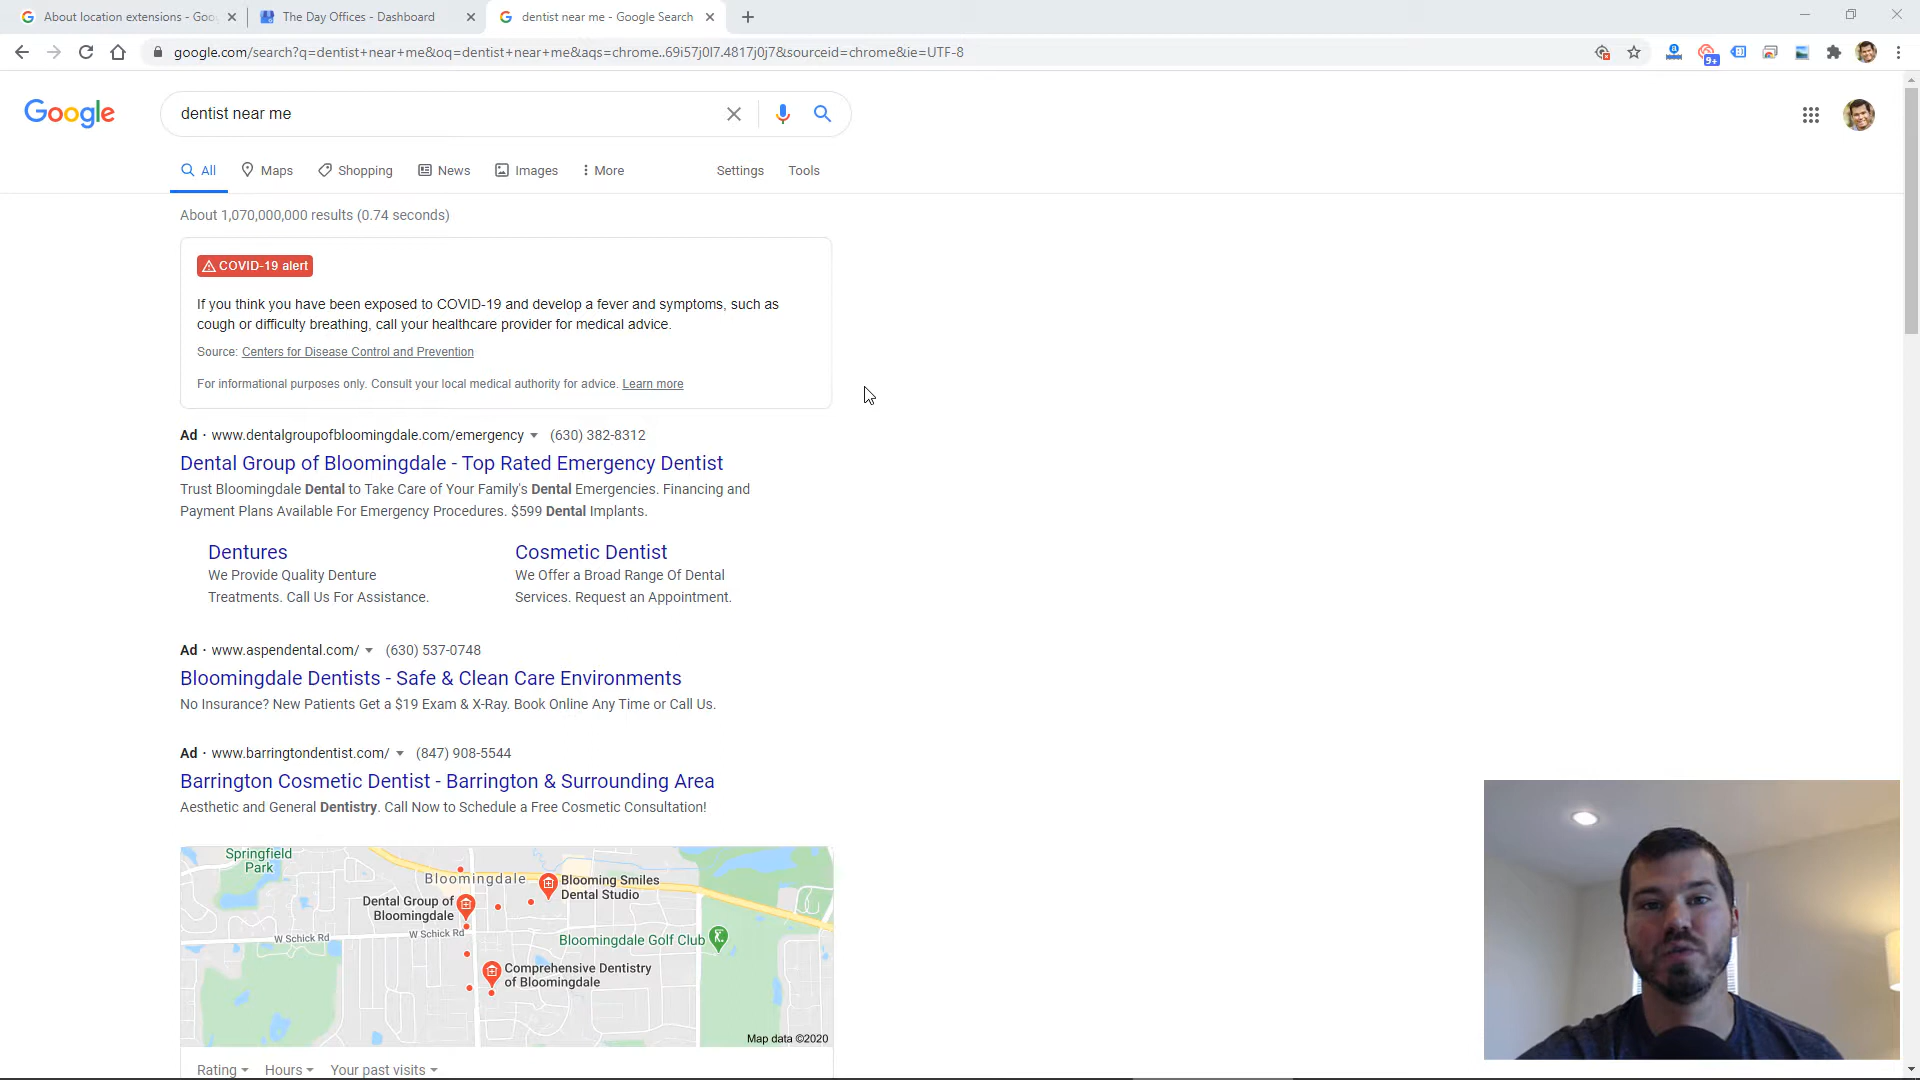 About location extensions - Goo
The Day Offices - Dashboard
dentist near me - Google Search
google.com/search?q=dentist+near+me&oq=dentist+near+me&aqs=chrome..69i57j0l7.4817j0j7&sourceid=chrome&ie=UTF-8
9+
Google
dentist near me
All
Maps
Shopping
News
Images
More
Settings
Tools
About 1,070,000,000 results (0.74 seconds)
COVID-19 alert
If you think you have been exposed to COVID-19 and develop a fever and symptoms, such as
cough or difficulty breathing, call your healthcare provider for medical advice.
Source: Centers for Disease Control and Prevention
For informational purposes only. Consult your local medical authority for advice. Learn more
Ad · www.dentalgroupofbloomingdale.com/emergency (630) 382-8312
Dental Group of Bloomingdale - Top Rated Emergency Dentist
Trust Bloomingdale Dental to Take Care of Your Family's Dental Emergencies. Financing and
Payment Plans Available For Emergency Procedures. $599 Dental Implants.
Dentures
We Provide Quality Denture
Treatments. Call Us For Assistance.
Cosmetic Dentist
We Offer a Broad Range Of Dental
Services. Request an Appointment.
Ad · www.aspendental.com/ (630) 537-0748
Bloomingdale Dentists - Safe & Clean Care Environments
No Insurance? New Patients Get a $19 Exam & X-Ray. Book Online Any Time or Call Us.
Ad · www.barringtondentist.com/ (847) 908-5544
Barrington Cosmetic Dentist - Barrington & Surrounding Area
Aesthetic and General Dentistry. Call Now to Schedule a Free Cosmetic Consultation!
Springfield
Park
Bloomingdale
Blooming Smiles
Dental Studio
Dental Group of
Bloomingdale
W Schick Rd
W Schick Rd
Bloomingdale Golf Club
Comprehensive Dentistry
of Bloomingdale
Map data ©2020
Rating
Hours
Your past visits